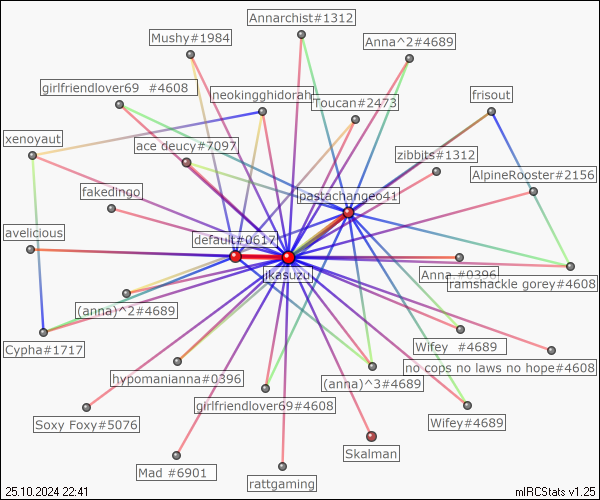 Annarchist#1312
Mushy#1984
Anna^2#4689
girlfriendlover69 #4608
neokingghidorah
Toucan#2473
frisout
xenoyaut
ace deucy#7097
zibbits#1312
AlpineRooster#2156
fakedingo
pastachangeo41
avelicious
default#0617
jikasuzu
Anna.#0396
ramshackle gorey#4608
(anna)^2#4689
Cypha#1717
Wifey #4689
no cops no laws no hope#4608
hypomanianna#0396
(anna)^3#4689
girlfriendlover69#4608
Soxy Foxy#5076
Wifey#4689
Skalman
Mad #6901
rattgaming
25.10.2024 22:41
mIRCStats v1.25